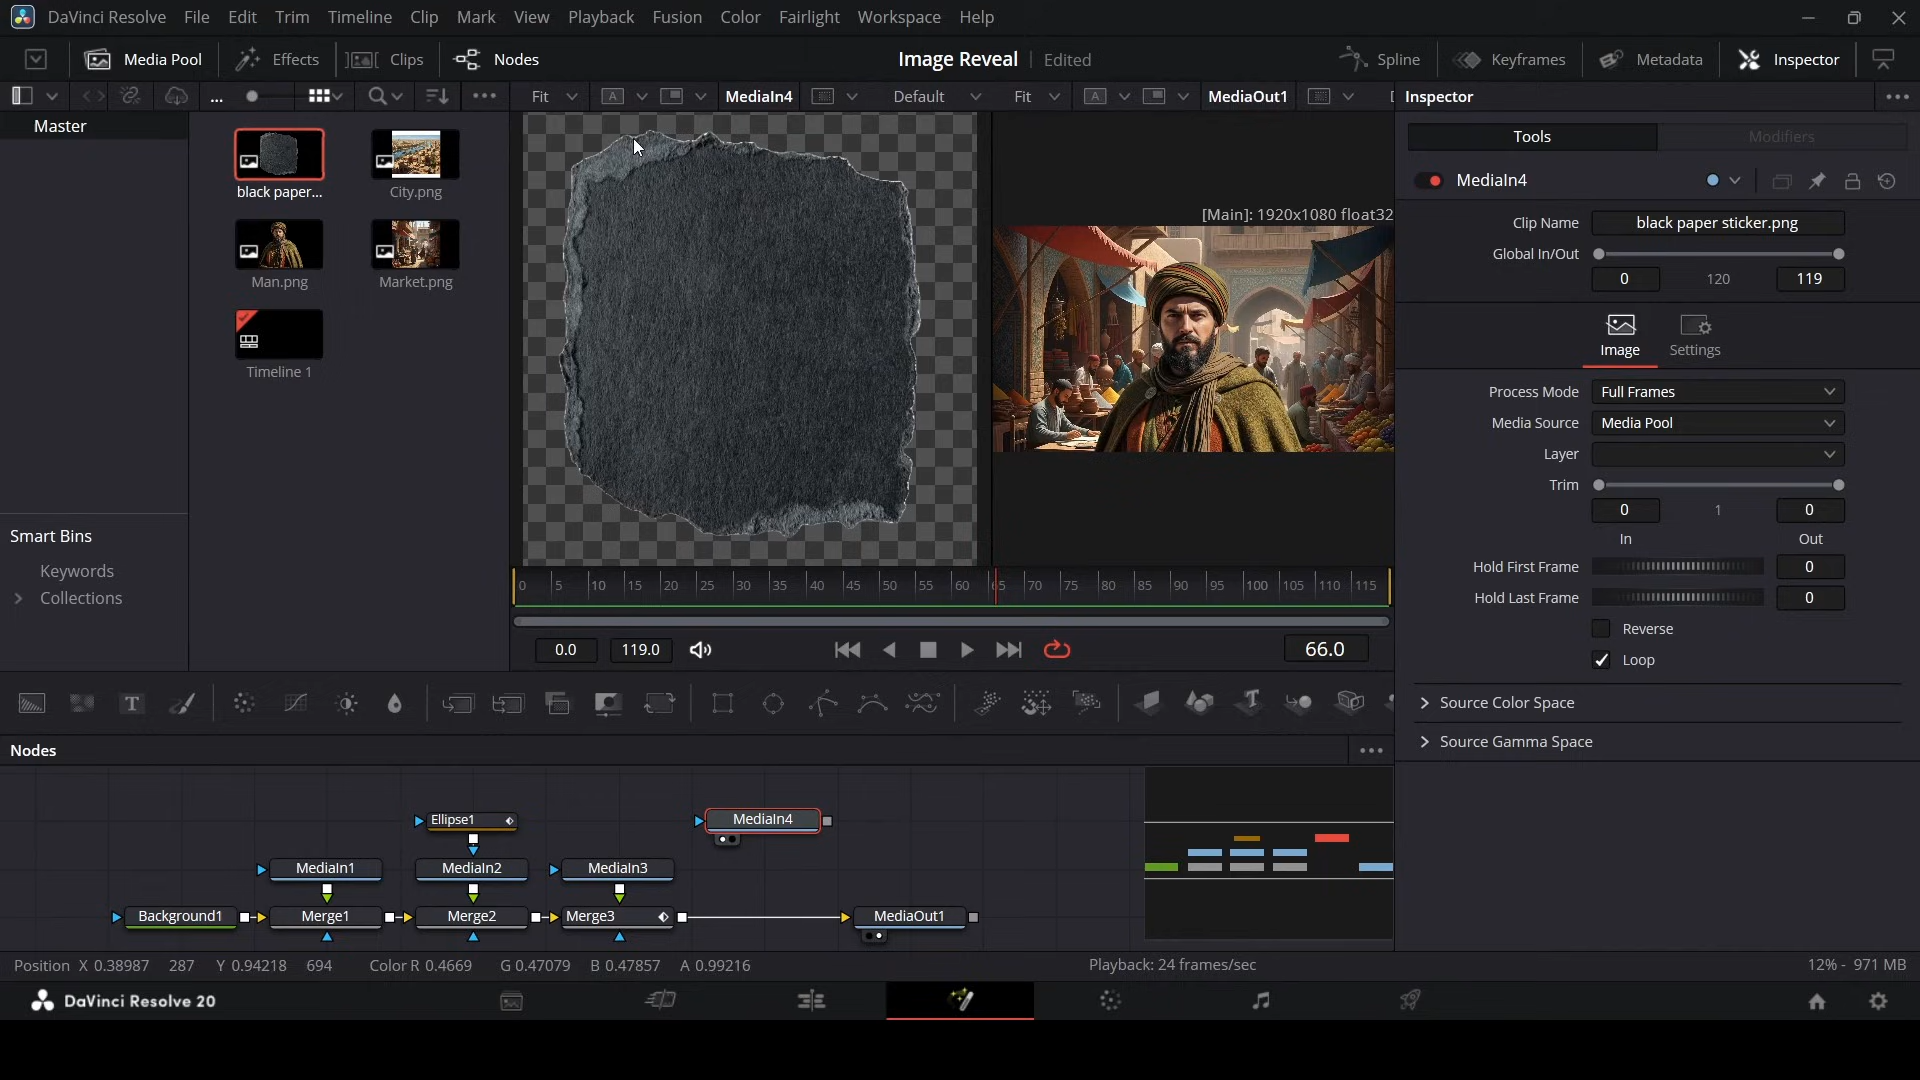 DaVinci Resolve File Edit Trim Timeline Clip Mark View Playback Fusion Color Fairlight Workspace Help
Media Pool Effects Clips Nodes Image Reveal Edited Spline Keyframes Metadata Inspector
... Fit A MediaIn4 Default Fit A MediaOut1 Inspector
Master
Tools Modifiers
black paper... City.png
MediaIn4
[Main]: 1920x1080 float32
Clip Name black paper sticker.png
Global In/Out
0 120 119
Man.png Market.png
Image Settings
Timeline 1
Process Mode Full Frames
Media Source Media Pool
Layer
Trim
0 1 0
In Out
Smart Bins
Keywords
Collections
Hold First Frame 0
Hold Last Frame 0
0 5 10 15 20 25 30 35 40 45 50 55 60 65 70 75 80 85 90 95 100 105 110 115
Reverse
Loop
0.0 119.0 66.0
T T
Source Color Space
Source Gamma Space
Nodes
Ellipse1 MediaIn4
MediaIn1 MediaIn2 MediaIn3
Background1 Merge1 Merge2 Merge3 MediaOut1
Position X 0.38987 287 Y 0.94218 694 Color R 0.4669 G 0.47079 B 0.47857 A 0.99216 Playback: 24 frames/sec 12% - 971 MB
DaVinci Resolve 20